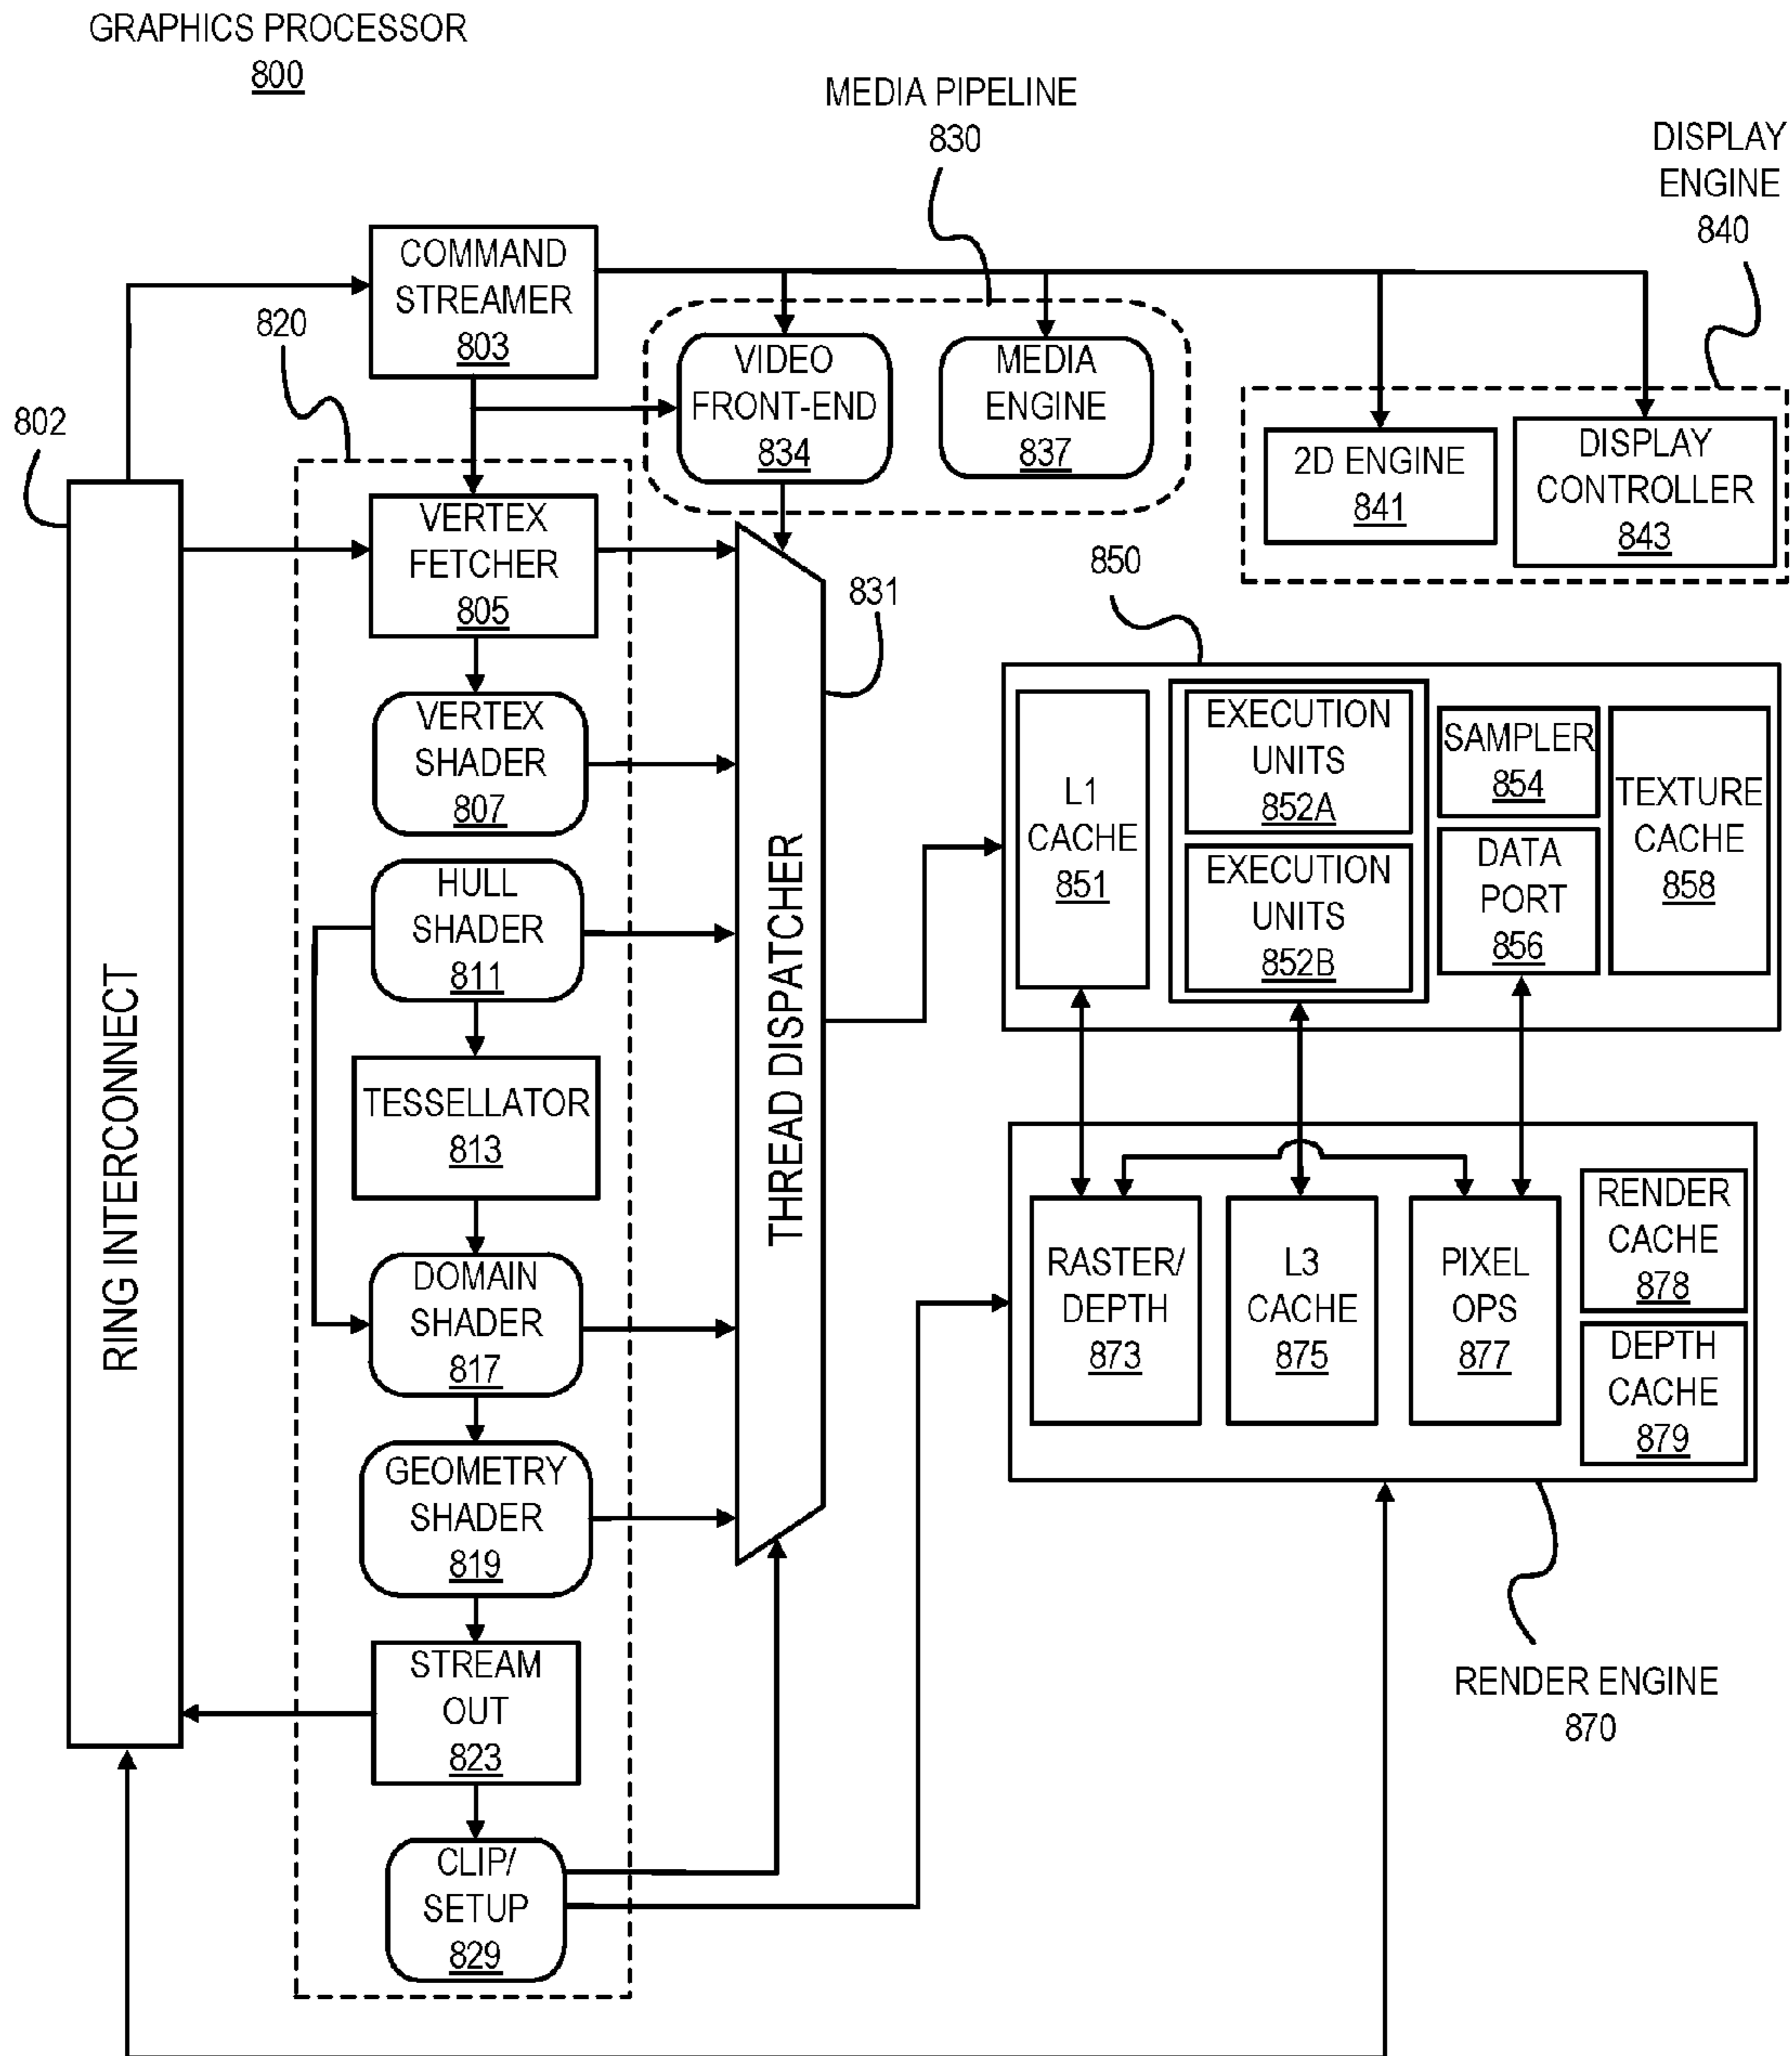 GRAPHICS PROCESSOR
800
MEDIA PIPELINE
830
DISPLAY
ENGINE
840
COMMAND
STREAMER
803
820
802
VIDEO
FRONT-END
834
MEDIA
ENGINE
837
2D ENGINE
841
DISPLAY
CONTROLLER
843
VERTEX
FETCHER
805
850
831
VERTEX
SHADER
807
L1
CACHE
851
EXECUTION
UNITS
852A
EXECUTION
UNITS
852B
SAMPLER
854
DATA
PORT
856
TEXTURE
CACHE
858
HULL
SHADER
811
RING INTERCONNECT
THREAD DISPATCHER
TESSELLATOR
813
DOMAIN
SHADER
817
RASTER/
DEPTH
873
L3
CACHE
875
PIXEL
OPS
877
RENDER
CACHE
878
DEPTH
CACHE
879
GEOMETRY
SHADER
819
STREAM
OUT
823
RENDER ENGINE
870
CLIP/
SETUP
829